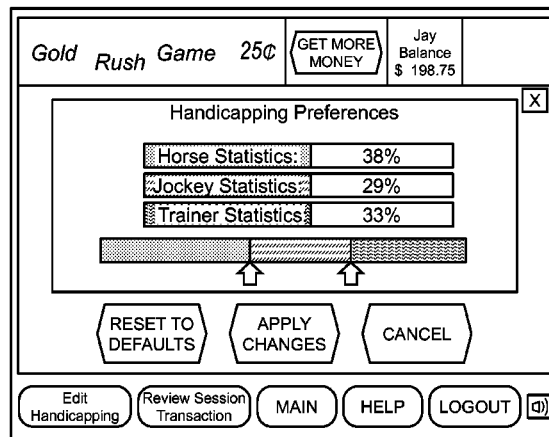 Gold Rush Game 25¢
GET MORE
MONEY
Jay
Balance
$ 198.75
X
Handicapping Preferences
Horse Statistics: 38%
Jockey Statistics: 29%
Trainer Statistics 33%
RESET TO
DEFAULTS
APPLY
CHANGES
CANCEL
Edit
Handicapping
Review Session
Transaction
MAIN
HELP
LOGOUT